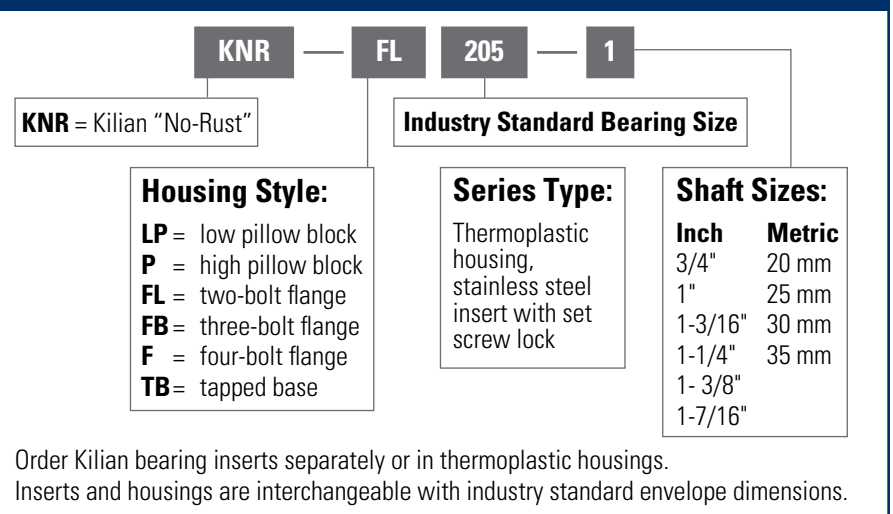 KNR — FL 205 — 1
KNR = Kilian “No-Rust”
Industry Standard Bearing Size
Housing Style:
LP = low pillow block
P = high pillow block
FL = two-bolt flange
FB = three-bolt flange
F = four-bolt flange
TB = tapped base
Series Type:
Thermoplastic
housing,
stainless steel
insert with set
screw lock
Shaft Sizes:
Inch Metric
3/4" 20 mm
1" 25 mm
1-3/16" 30 mm
1-1/4" 35 mm
1- 3/8"
1-7/16"
Order Kilian bearing inserts separately or in thermoplastic housings.
Inserts and housings are interchangeable with industry standard envelope dimensions.